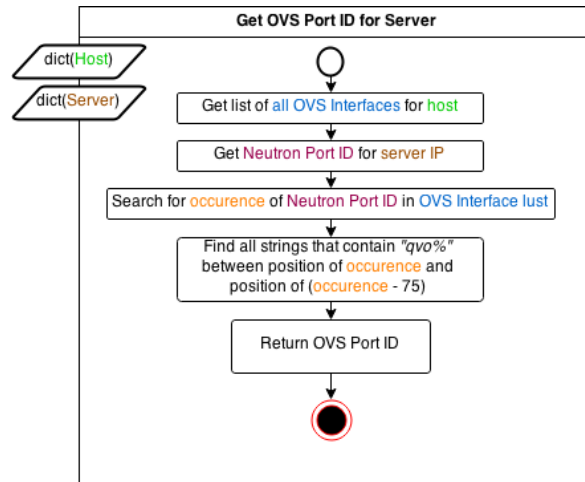 Get OVS Port ID for Server
dict(Host)
dict(Server)
Get list of all OVS Interfaces for host
Get Neutron Port ID for server IP
Search for occurence of Neutron Port ID in OVS Interface lust
Find all strings that contain "qvo%"
between position of occurence and
position of (occurence - 75)
Return OVS Port ID